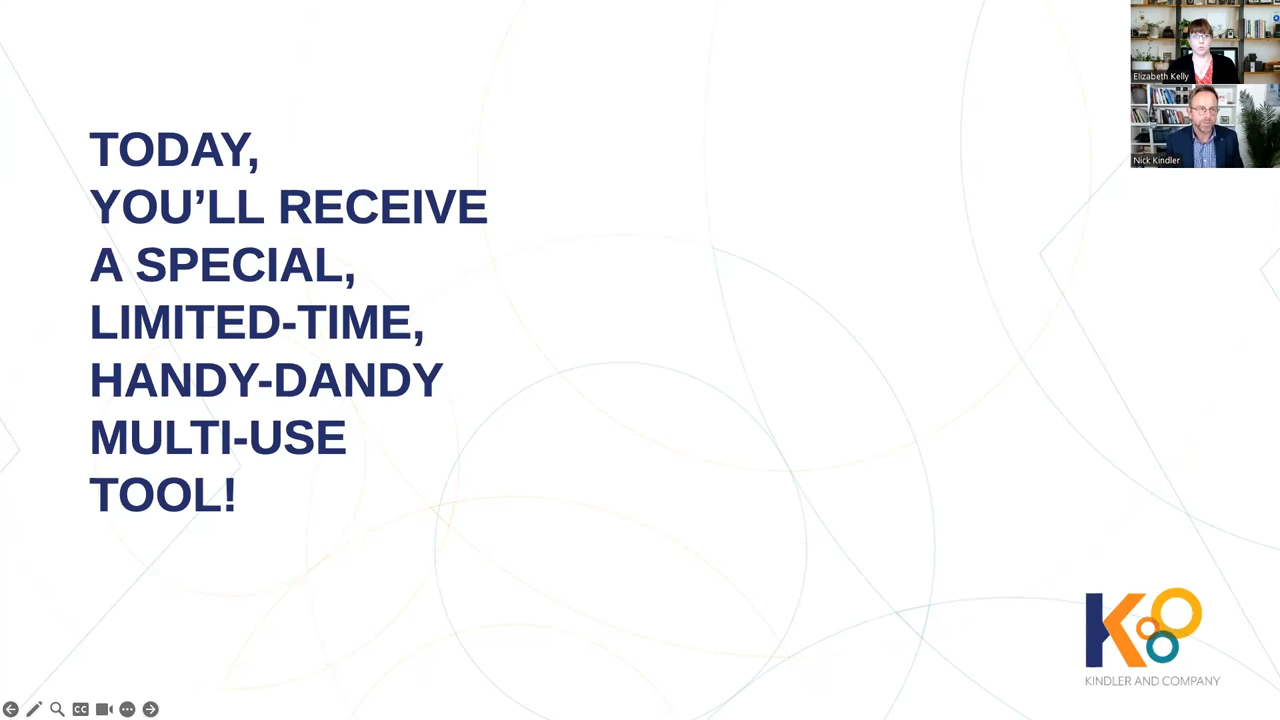 Elizabeth Kelly
Nick Kindler
TODAY,
YOU’LL RECEIVE
A SPECIAL,
LIMITED-TIME,
HANDY-DANDY
MULTI-USE
TOOL!
K
KINDLER AND COMPANY
CC